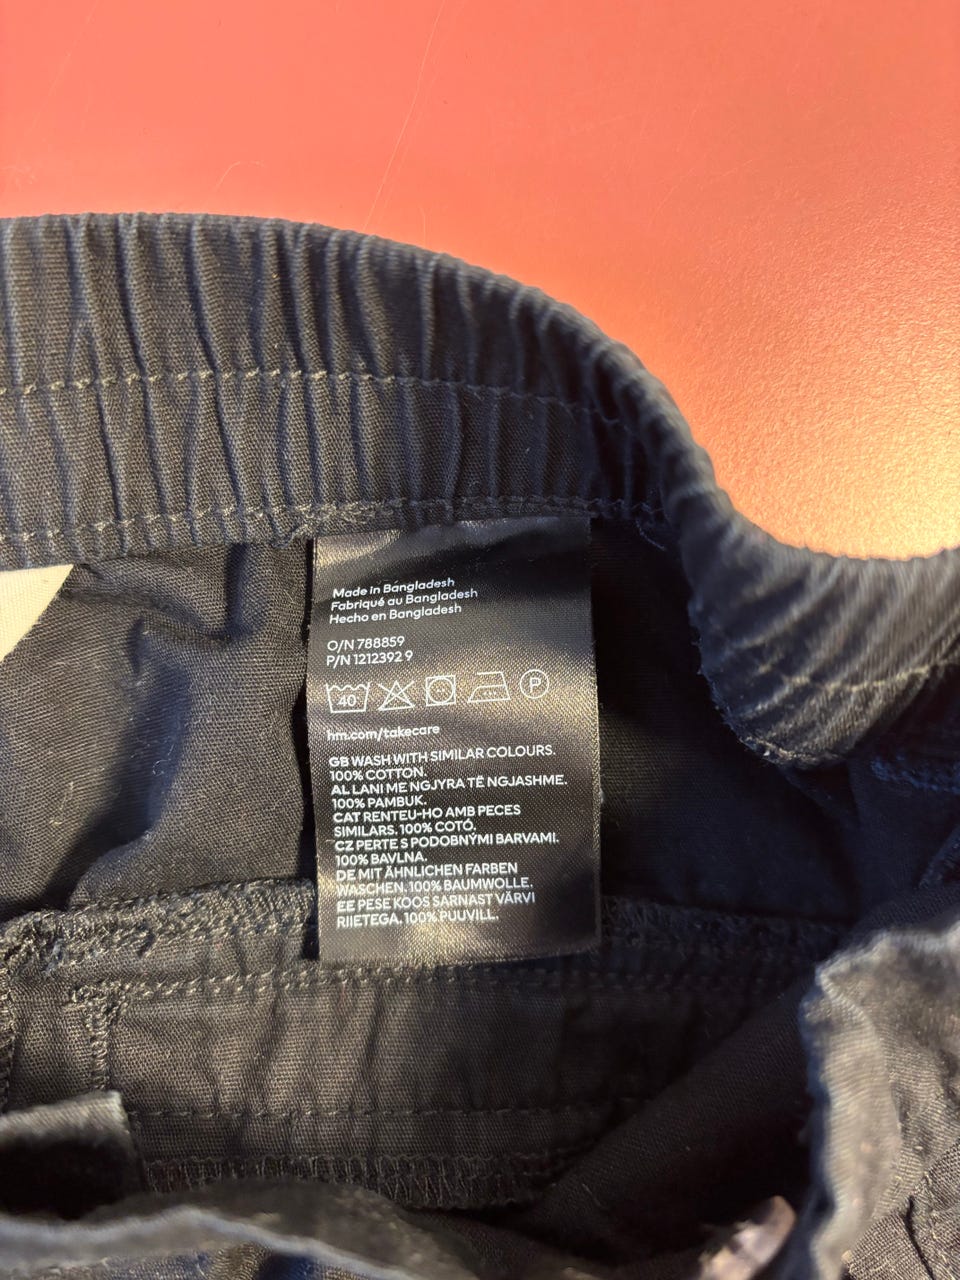 Made in Bangladesh
Fabriqué au Bangladesh
Hecho en Bangladesh
O/N 788859
P/N 1212392 9
40 P
hm.com/takecare
GB WASH WITH SIMILAR COLOURS.
100% COTTON.
AL LANI ME NGJYRA TË NGJASHME.
100% PAMBUK.
CAT RENTEU-HO AMB PECES
SIMILARS. 100% COTÓ.
CZ PERTE S PODOBNÝMI BARVAMI.
100% BAVLNA.
DE MIT ÄHNLICHEN FARBEN
WASCHEN. 100% BAUMWOLLE.
EE PESE KOOS SARNAST VÄRVI
RIIETEGA. 100% PUUVILL.